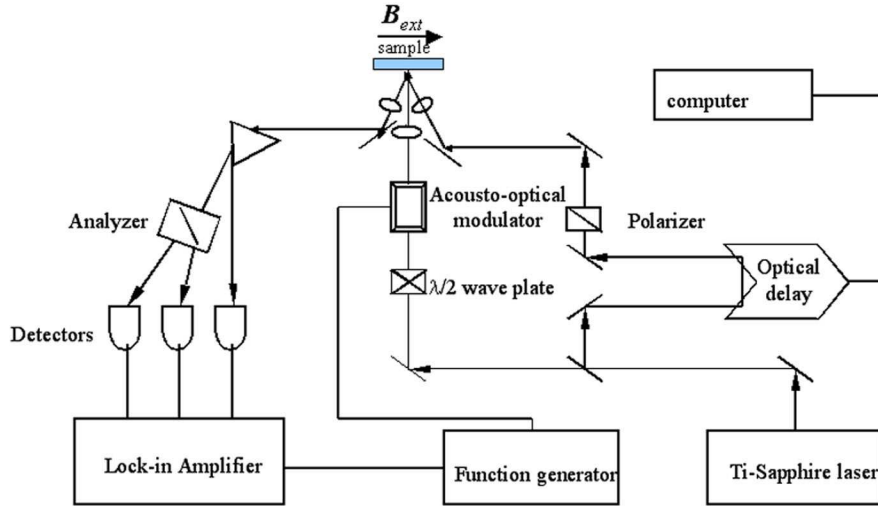 B ext
sample
computer
Analyzer
Acousto-optical
modulator
Polarizer
Optical
delay
λ/2 wave plate
Detectors
Lock-in Amplifier
Function generator
Ti-Sapphire laser